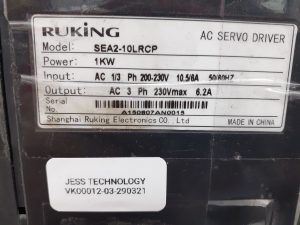 RUKING AC SERVO DRIVER
Model: SEA2-10LRCP
Power: 1KW
Input: AC 1/3 Ph 200-230V 10.5/6A 50/60HZ
Output: AC 3 Ph 230Vmax 6.2A
Serial
No.
A150807AN0015
Shanghai Ruking Electronics Co., LTD MADE IN CHINA
JESS TECHNOLOGY
VK00012-03-290321